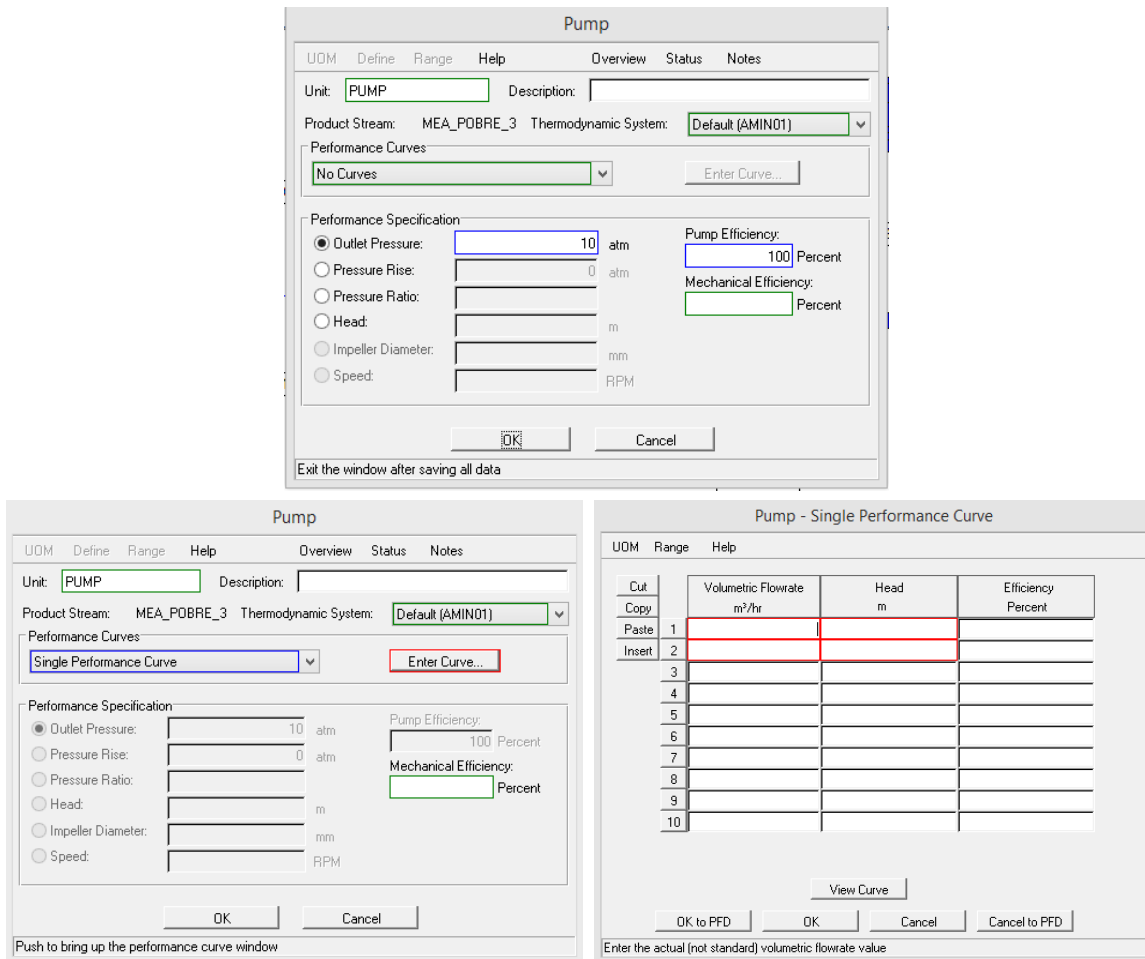 Pump
UOM Define Range Help Overview Status Notes
Unit: PUMP Description:
Product Stream: MEA_POBRE_3 Thermodynamic System: Default (AMIN01)
Performance Curves
No Curves Enter Curve...
Performance Specification
Outlet Pressure: 10 atm
Pump Efficiency:
100 Percent
Pressure Rise: 0 atm
Mechanical Efficiency:
Percent
Pressure Ratio:
Head: m
Impeller Diameter: mm
Speed: RPM
OK Cancel
Exit the window after saving all data
Pump
UOM Define Range Help Overview Status Notes
Unit: PUMP Description:
Product Stream: MEA_POBRE_3 Thermodynamic System: Default (AMIN01)
Performance Curves
Single Performance Curve Enter Curve...
Performance Specification
Outlet Pressure: 10 atm
Pump Efficiency:
100 Percent
Pressure Rise: 0 atm
Mechanical Efficiency:
Percent
Pressure Ratio:
Head: m
Impeller Diameter: mm
Speed: RPM
OK Cancel
Push to bring up the performance curve window
Pump - Single Performance Curve
UOM Range Help
Cut Volumetric Flowrate Head Efficiency
Copy m³/hr m Percent
Paste 1
Insert 2
3
4
5
6
7
8
9
10
View Curve
OK to PFD OK Cancel Cancel to PFD
Enter the actual (not standard) volumetric flowrate value